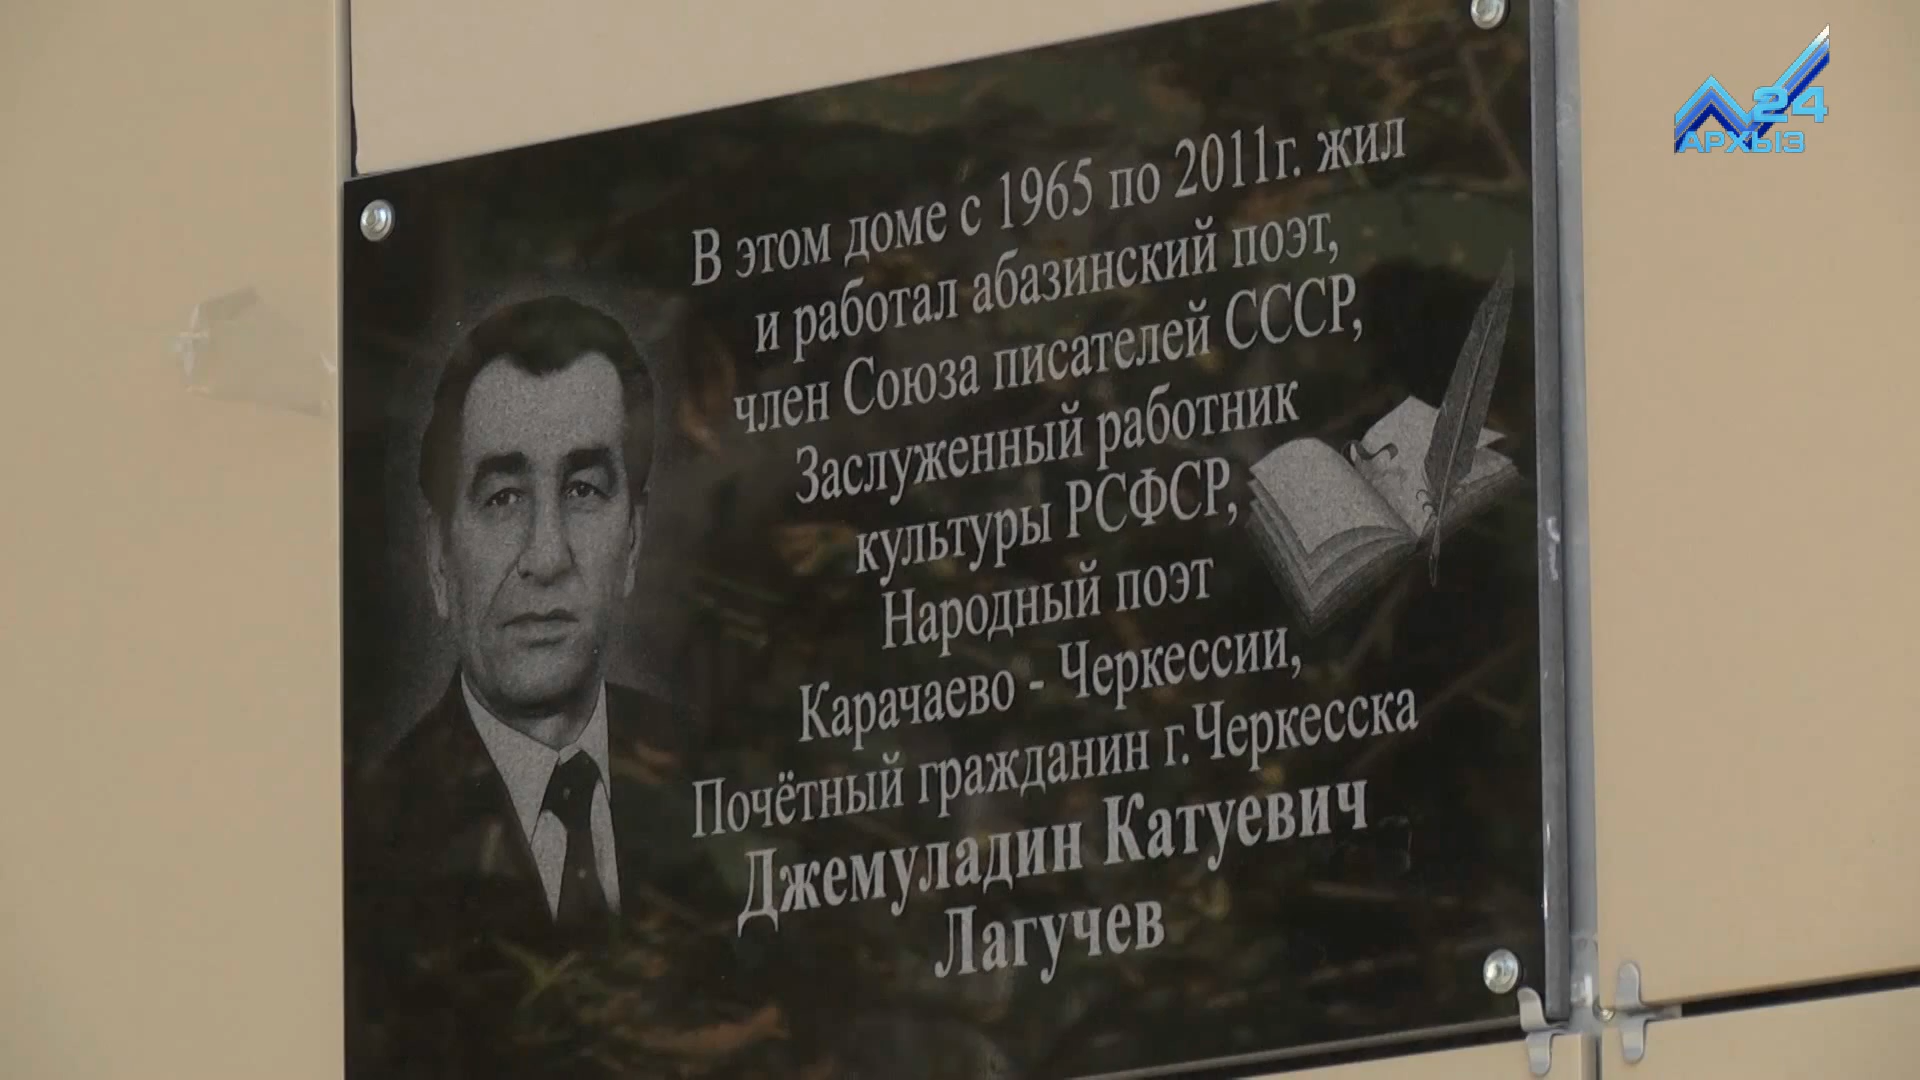 В этом доме с 1965 по 2011г. жил
и работал абазинский поэт,
член Союза писателей СССР,
Заслуженный работник
культуры РСФСР,
Народный поэт
Карачаево - Черкессии,
Почётный гражданин г.Черкесска
Джемуладин Катуевич
Лагучев
24
АРХЫЗ